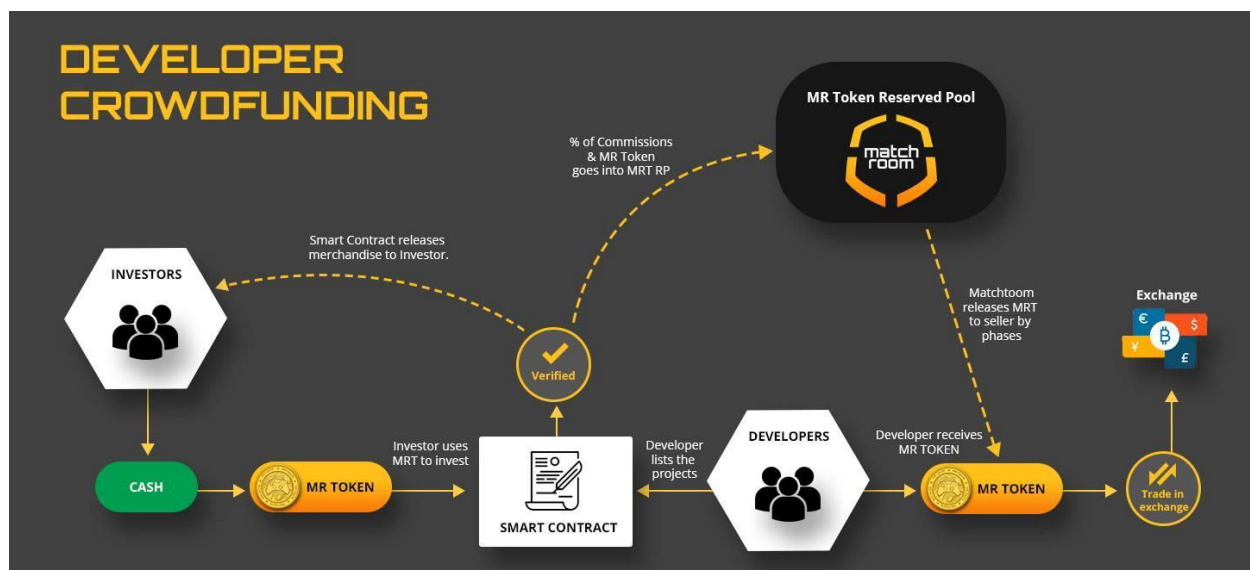 DEVELOPER
CROWDFUNDING
MR Token Reserved Pool
match
room
% of Commissions
& MR Token
goes into MRT RP
Smart Contract releases
merchandise to Investor.
INVESTORS
Matchtoom
releases MRT
to seller by
phases
Exchange
€
$
¥
₿
£
Verified
DEVELOPERS
Investor uses
MRT to invest
Developer
lists the
projects
Developer receives
MR TOKEN
CASH
MR TOKEN
SMART CONTRACT
MR TOKEN
Trade in
exchange